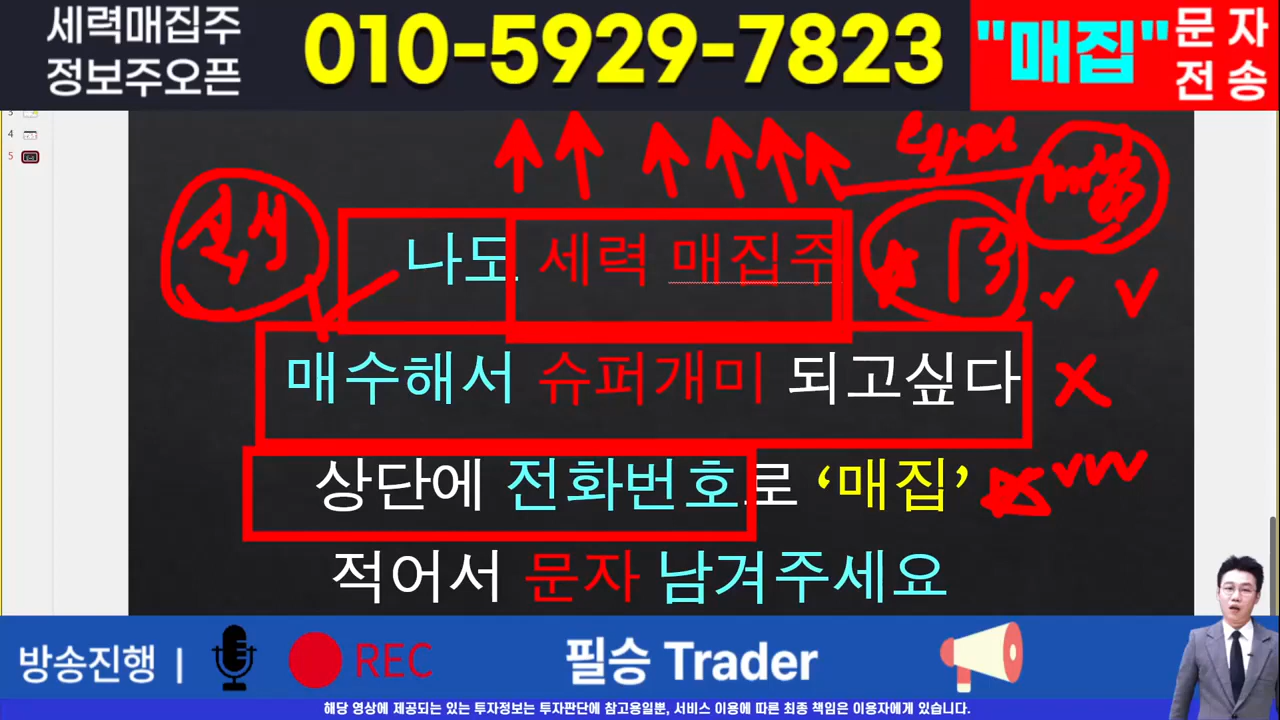 세력매집주
정보주오픈
010-5929-7823
"매집"
문자
전송
3
4
5
나도 세력 매집주
매수해서 슈퍼개미 되고싶다
상단에 전화번호로 ‘매집’
적어서 문자 남겨주세요
방송진행 |
REC
필승 Trader
해당 영상에 제공되는 있는 투자정보는 투자판단에 참고용일뿐, 서비스 이용에 따른 최종 책임은 이용자에게 있습니다.